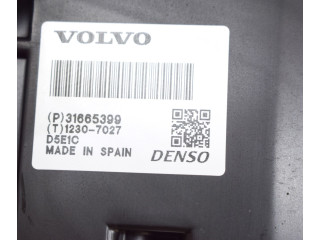 VOLVO
(P)31665399
(T)1230-7027
D5E1C
MADE IN SPAIN
DENSO